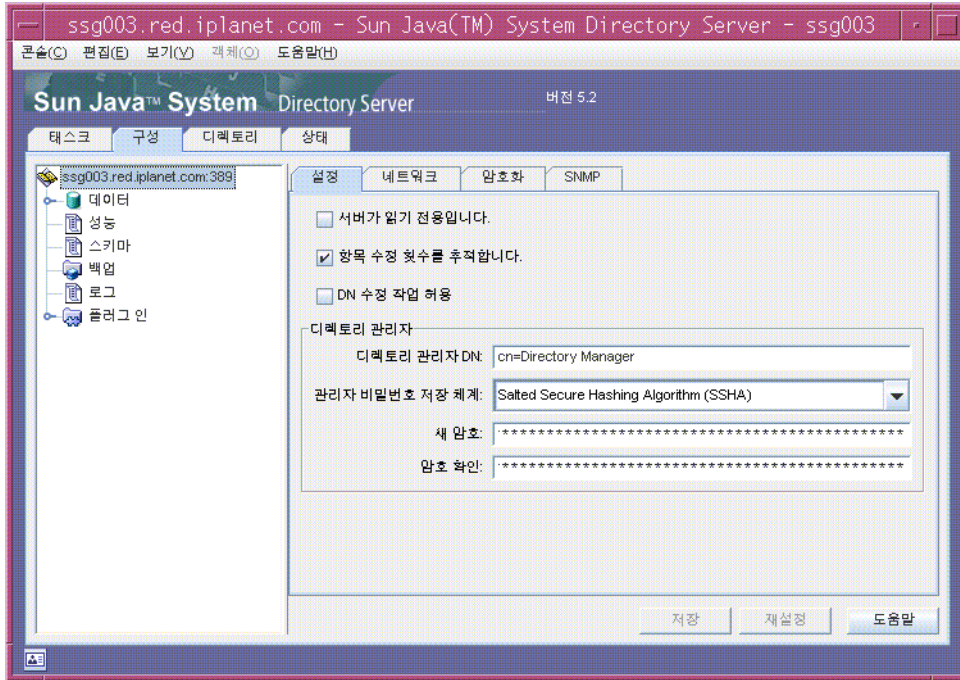 ssg003.red.iplanet.com - Sun Java(TM) System Directory Server - ssg003
콘솔(C) 편집(E) 보기(V) 객체(O) 도움말(H)
Sun Java™ System Directory Server 버전 5.2
태스크 구성 디렉토리 상태
ssg003.red.iplanet.com:389
데이터
성능
스키마
백업
로그
플러그 인
설정 네트워크 암호화 SNMP
서버가 읽기 전용입니다.
항목 수정 횟수를 추적합니다.
DN 수정 작업 허용
디렉토리 관리자
디렉토리 관리자 DN: cn=Directory Manager
관리자 비밀번호 저장 체계: Salted Secure Hashing Algorithm (SSHA)
새 암호: **********************************************
암호 확인: **********************************************
저장 재설정 도움말